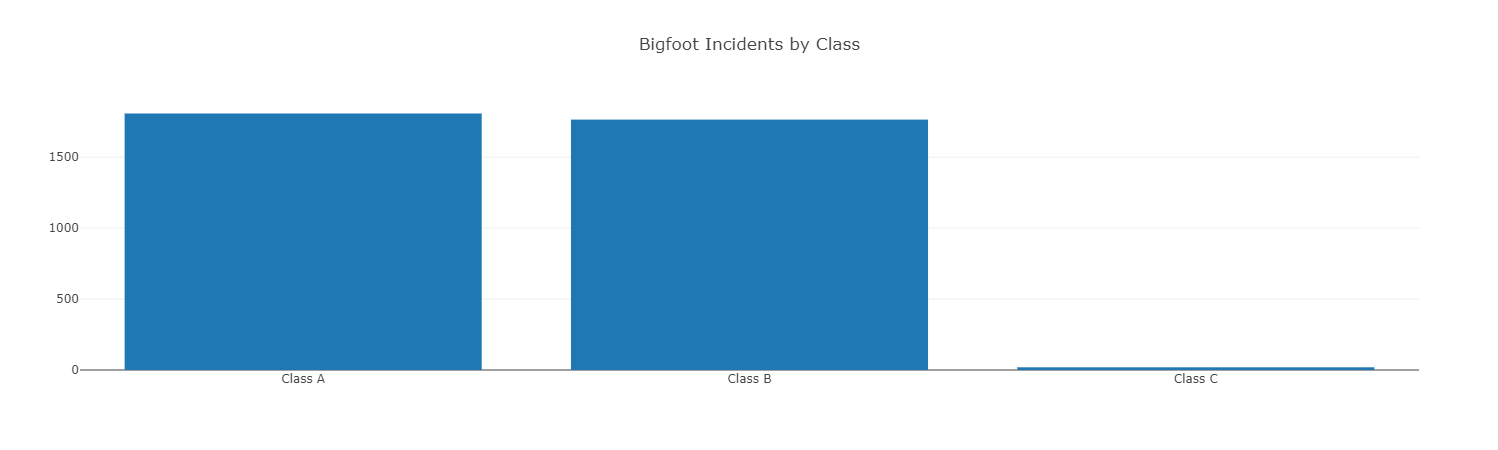 Bigfoot Incidents by Class
1500
1000
500
0
Class A
Class B
Class C